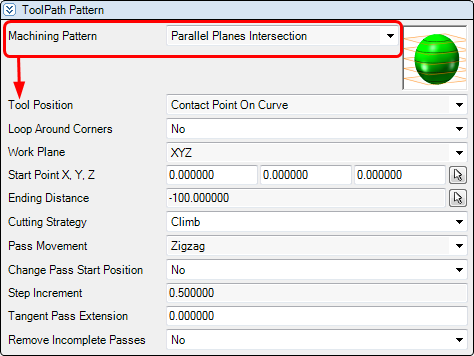 ToolPath Pattern
Machining Pattern Parallel Planes Intersection
Tool Position Contact Point On Curve
Loop Around Corners No
Work Plane XYZ
Start Point X, Y, Z 0.000000 0.000000 0.000000
Ending Distance -100.000000
Cutting Strategy Climb
Pass Movement Zigzag
Change Pass Start Position No
Step Increment 0.500000
Tangent Pass Extension 0.000000
Remove Incomplete Passes No